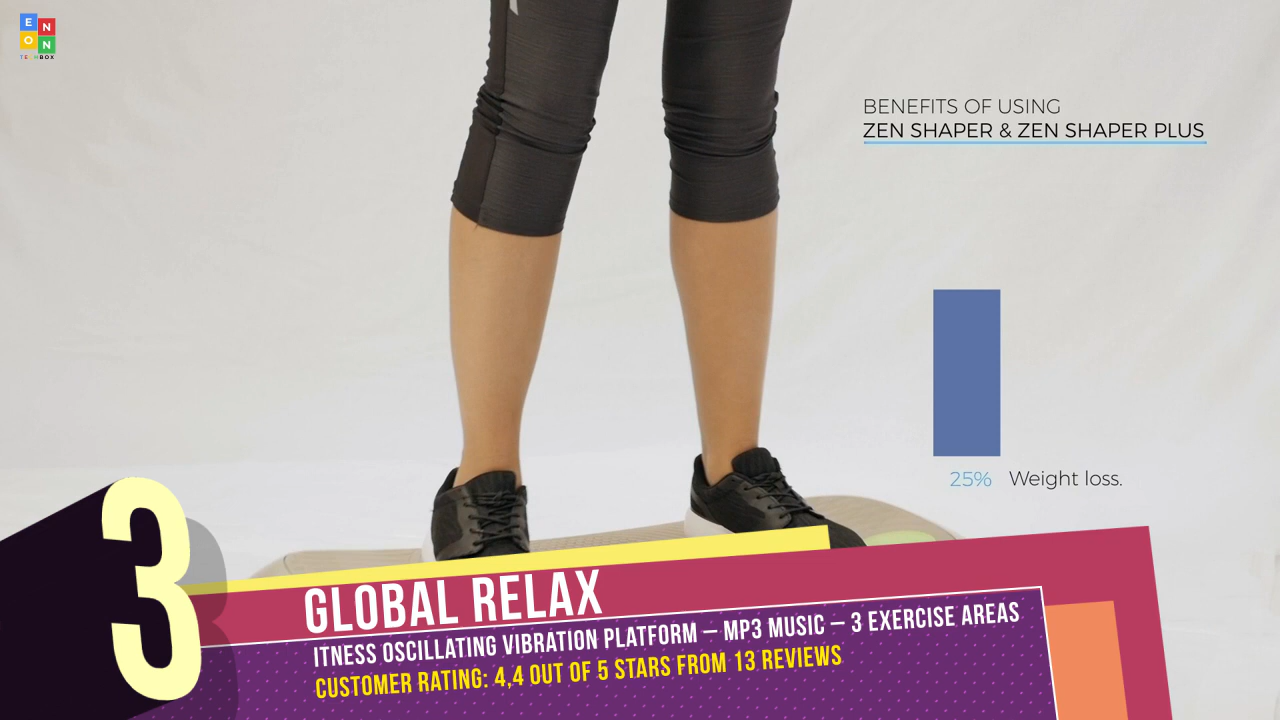 E N
O N
TECHBOX
BENEFITS OF USING
ZEN SHAPER & ZEN SHAPER PLUS
25% Weight loss.
3
GLOBAL RELAX
ITNESS OSCILLATING VIBRATION PLATFORM – MP3 MUSIC – 3 EXERCISE AREAS
CUSTOMER RATING: 4,4 OUT OF 5 STARS FROM 13 REVIEWS